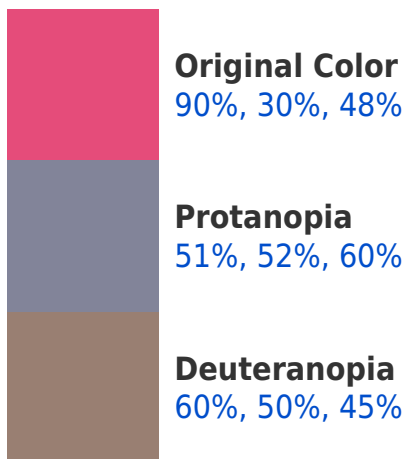 Original Color
90%, 30%, 48%
Protanopia
51%, 52%, 60%
Deuteranopia
60%, 50%, 45%